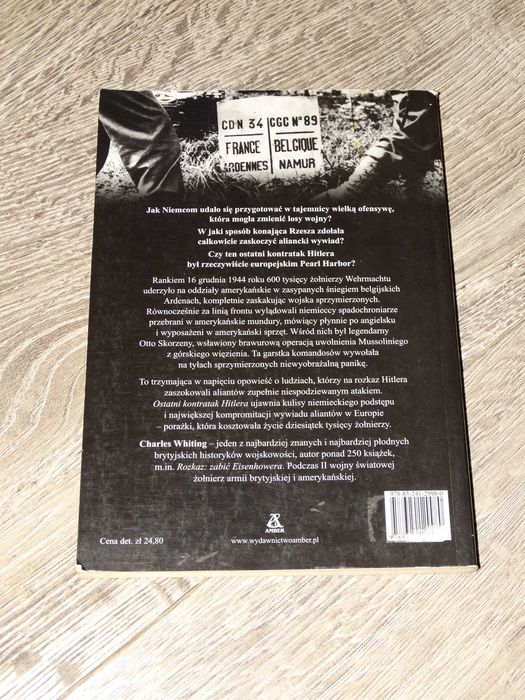 CDN 34 CGC Nº 89
FRANCE BELGIQUE
ARDENNES NAMUR
Jak Niemcom udało się przygotować w tajemnicy wielką ofensywę,
która mogła zmienić losy wojny?
W jaki sposób konająca Rzesza zdołała
całkowicie zaskoczyć aliancki wywiad?
Czy ten ostatni kontratak Hitlera
był rzeczywiście europejskim Pearl Harbor?
Rankiem 16 grudnia 1944 roku 600 tysięcy żołnierzy Wehrmachtu
uderzyło na oddziały amerykańskie w zasypanych śniegiem belgijskich
Ardenach, kompletnie zaskakując wojska sprzymierzonych.
Równocześnie za linią frontu wylądowali niemieccy spadochroniarze
przebrani w amerykańskie mundury, mówiący płynnie po angielsku
i wyposażeni w amerykański sprzęt. Wśród nich był legendarny
Otto Skorzeny, wsławiony brawurową operacją uwolnienia Mussoliniego
z górskiego więzienia. Ta garstka komandosów wywołała
na tyłach sprzymierzonych niewyobrażalną panikę.
To trzymająca w napięciu opowieść o ludziach, którzy na rozkaz Hitlera
zaszokowali aliantów zupełnie niespodziewanym atakiem.
Ostatni kontratak Hitlera ujawnia kulisy niemieckiego podstępu
i największej kompromitacji wywiadu aliantów w Europie
– porażki, która kosztowała życie dziesiątek tysięcy żołnierzy.
Charles Whiting – jeden z najbardziej znanych i najbardziej płodnych
brytyjskich historyków wojskowości, autor ponad 250 książek,
m.in. Rozkaz: zabić Eisenhowera. Podczas II wojny światowej
żołnierz armii brytyjskiej i amerykańskiej.
978-83-241-2998-0
AMBER
Cena det. zł 24,80
www.wydawnictwoamber.pl